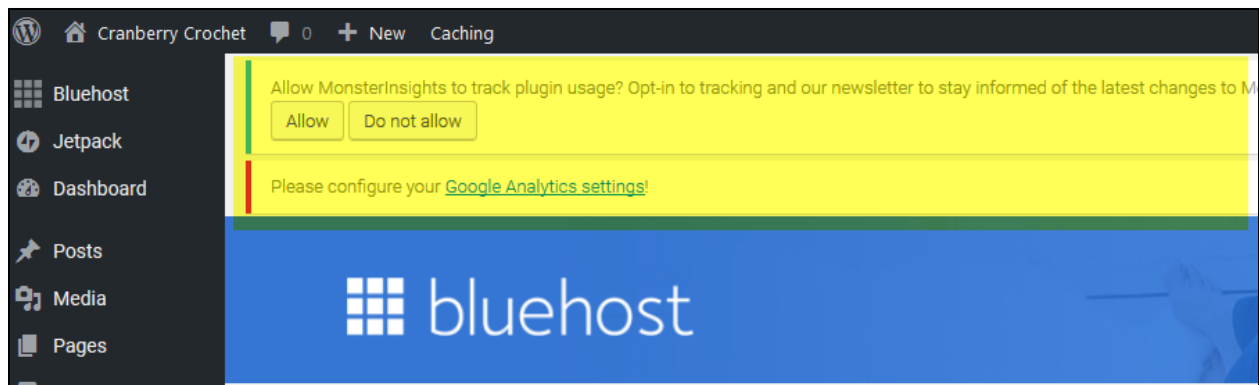 Cranberry Crochet 0 New Caching
Bluehost
Jetpack
Dashboard
Posts
Media
Pages
Allow MonsterInsights to track plugin usage? Opt-in to tracking and our newsletter to stay informed of the latest changes to
Allow Do not allow
Please configure your Google Analytics settings!
bluehost